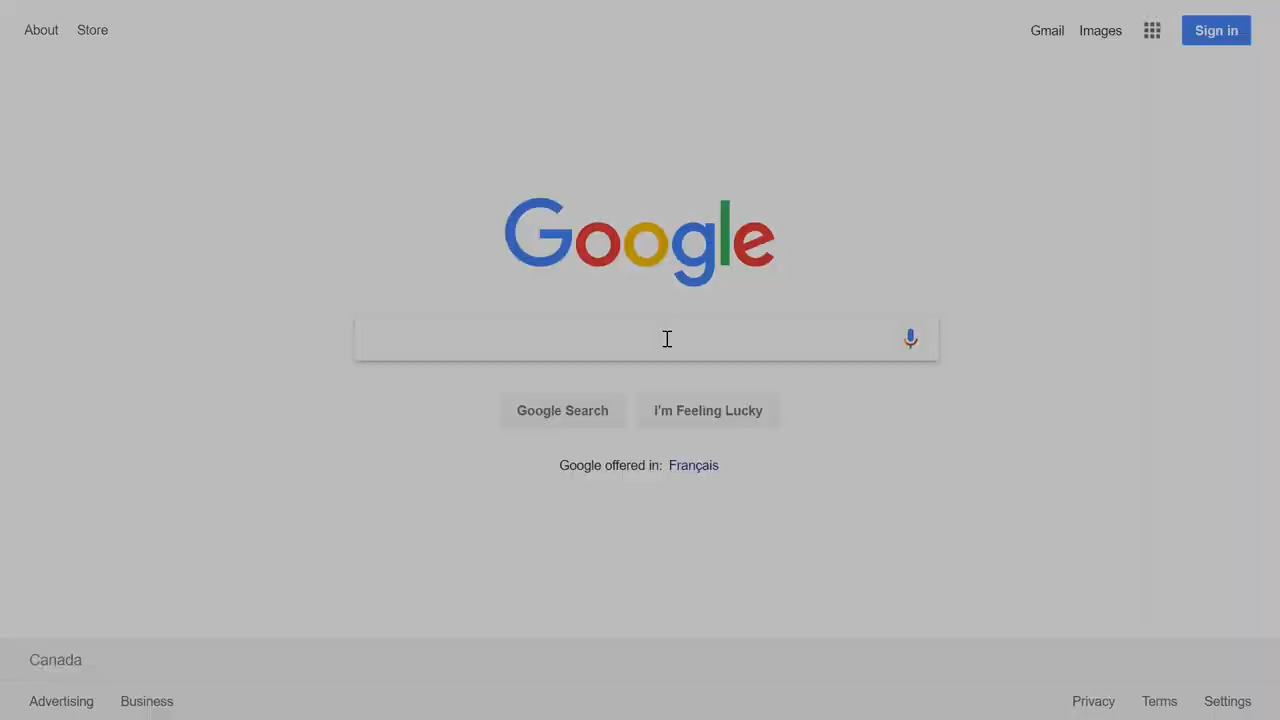 About Store Gmail Images Sign in
Google
Google Search I'm Feeling Lucky
Google offered in: Français
Canada
Advertising Business Privacy Terms Settings